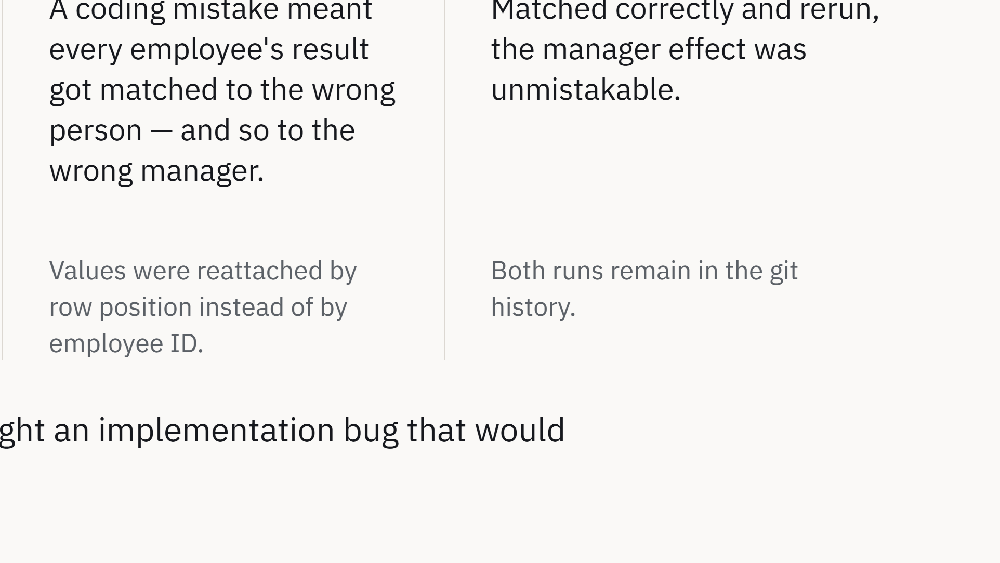 A coding mistake meant
every employee's result
got matched to the wrong
person — and so to the
wrong manager.
Values were reattached by
row position instead of by
employee ID.
Matched correctly and rerun,
the manager effect was
unmistakable.
Both runs remain in the git
history.
an implementation bug that would